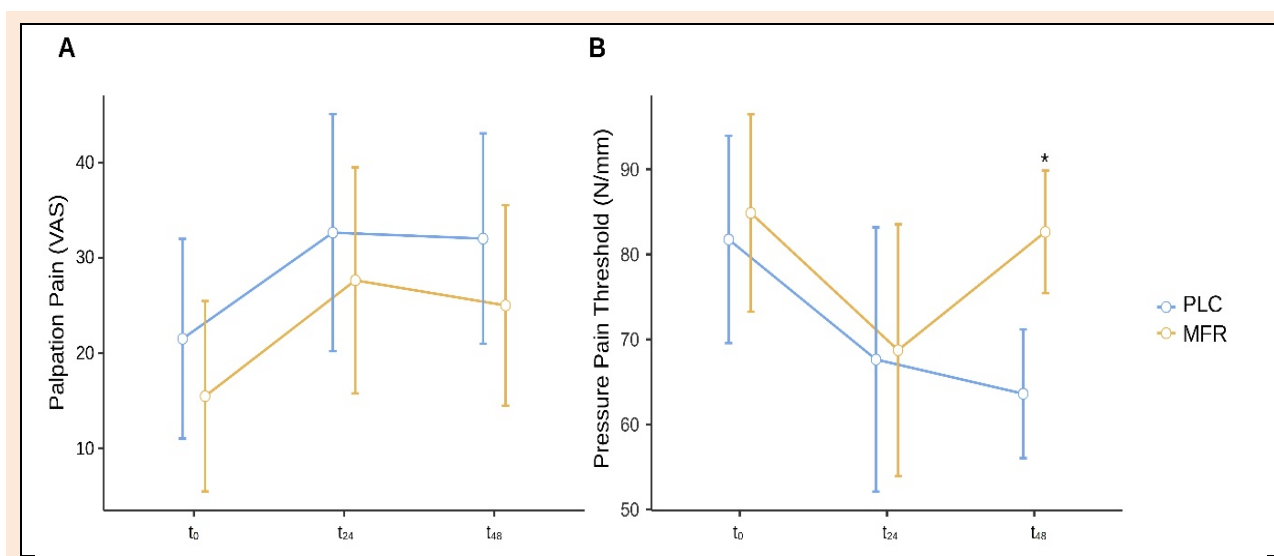 A
Palpation Pain (VAS)
40
30
20
10
t₀ t₂₄ t₄₈
B
Pressure Pain Threshold (N/mm)
90
80
70
60
50
*
t₀ t₂₄ t₄₈
PLC
MFR